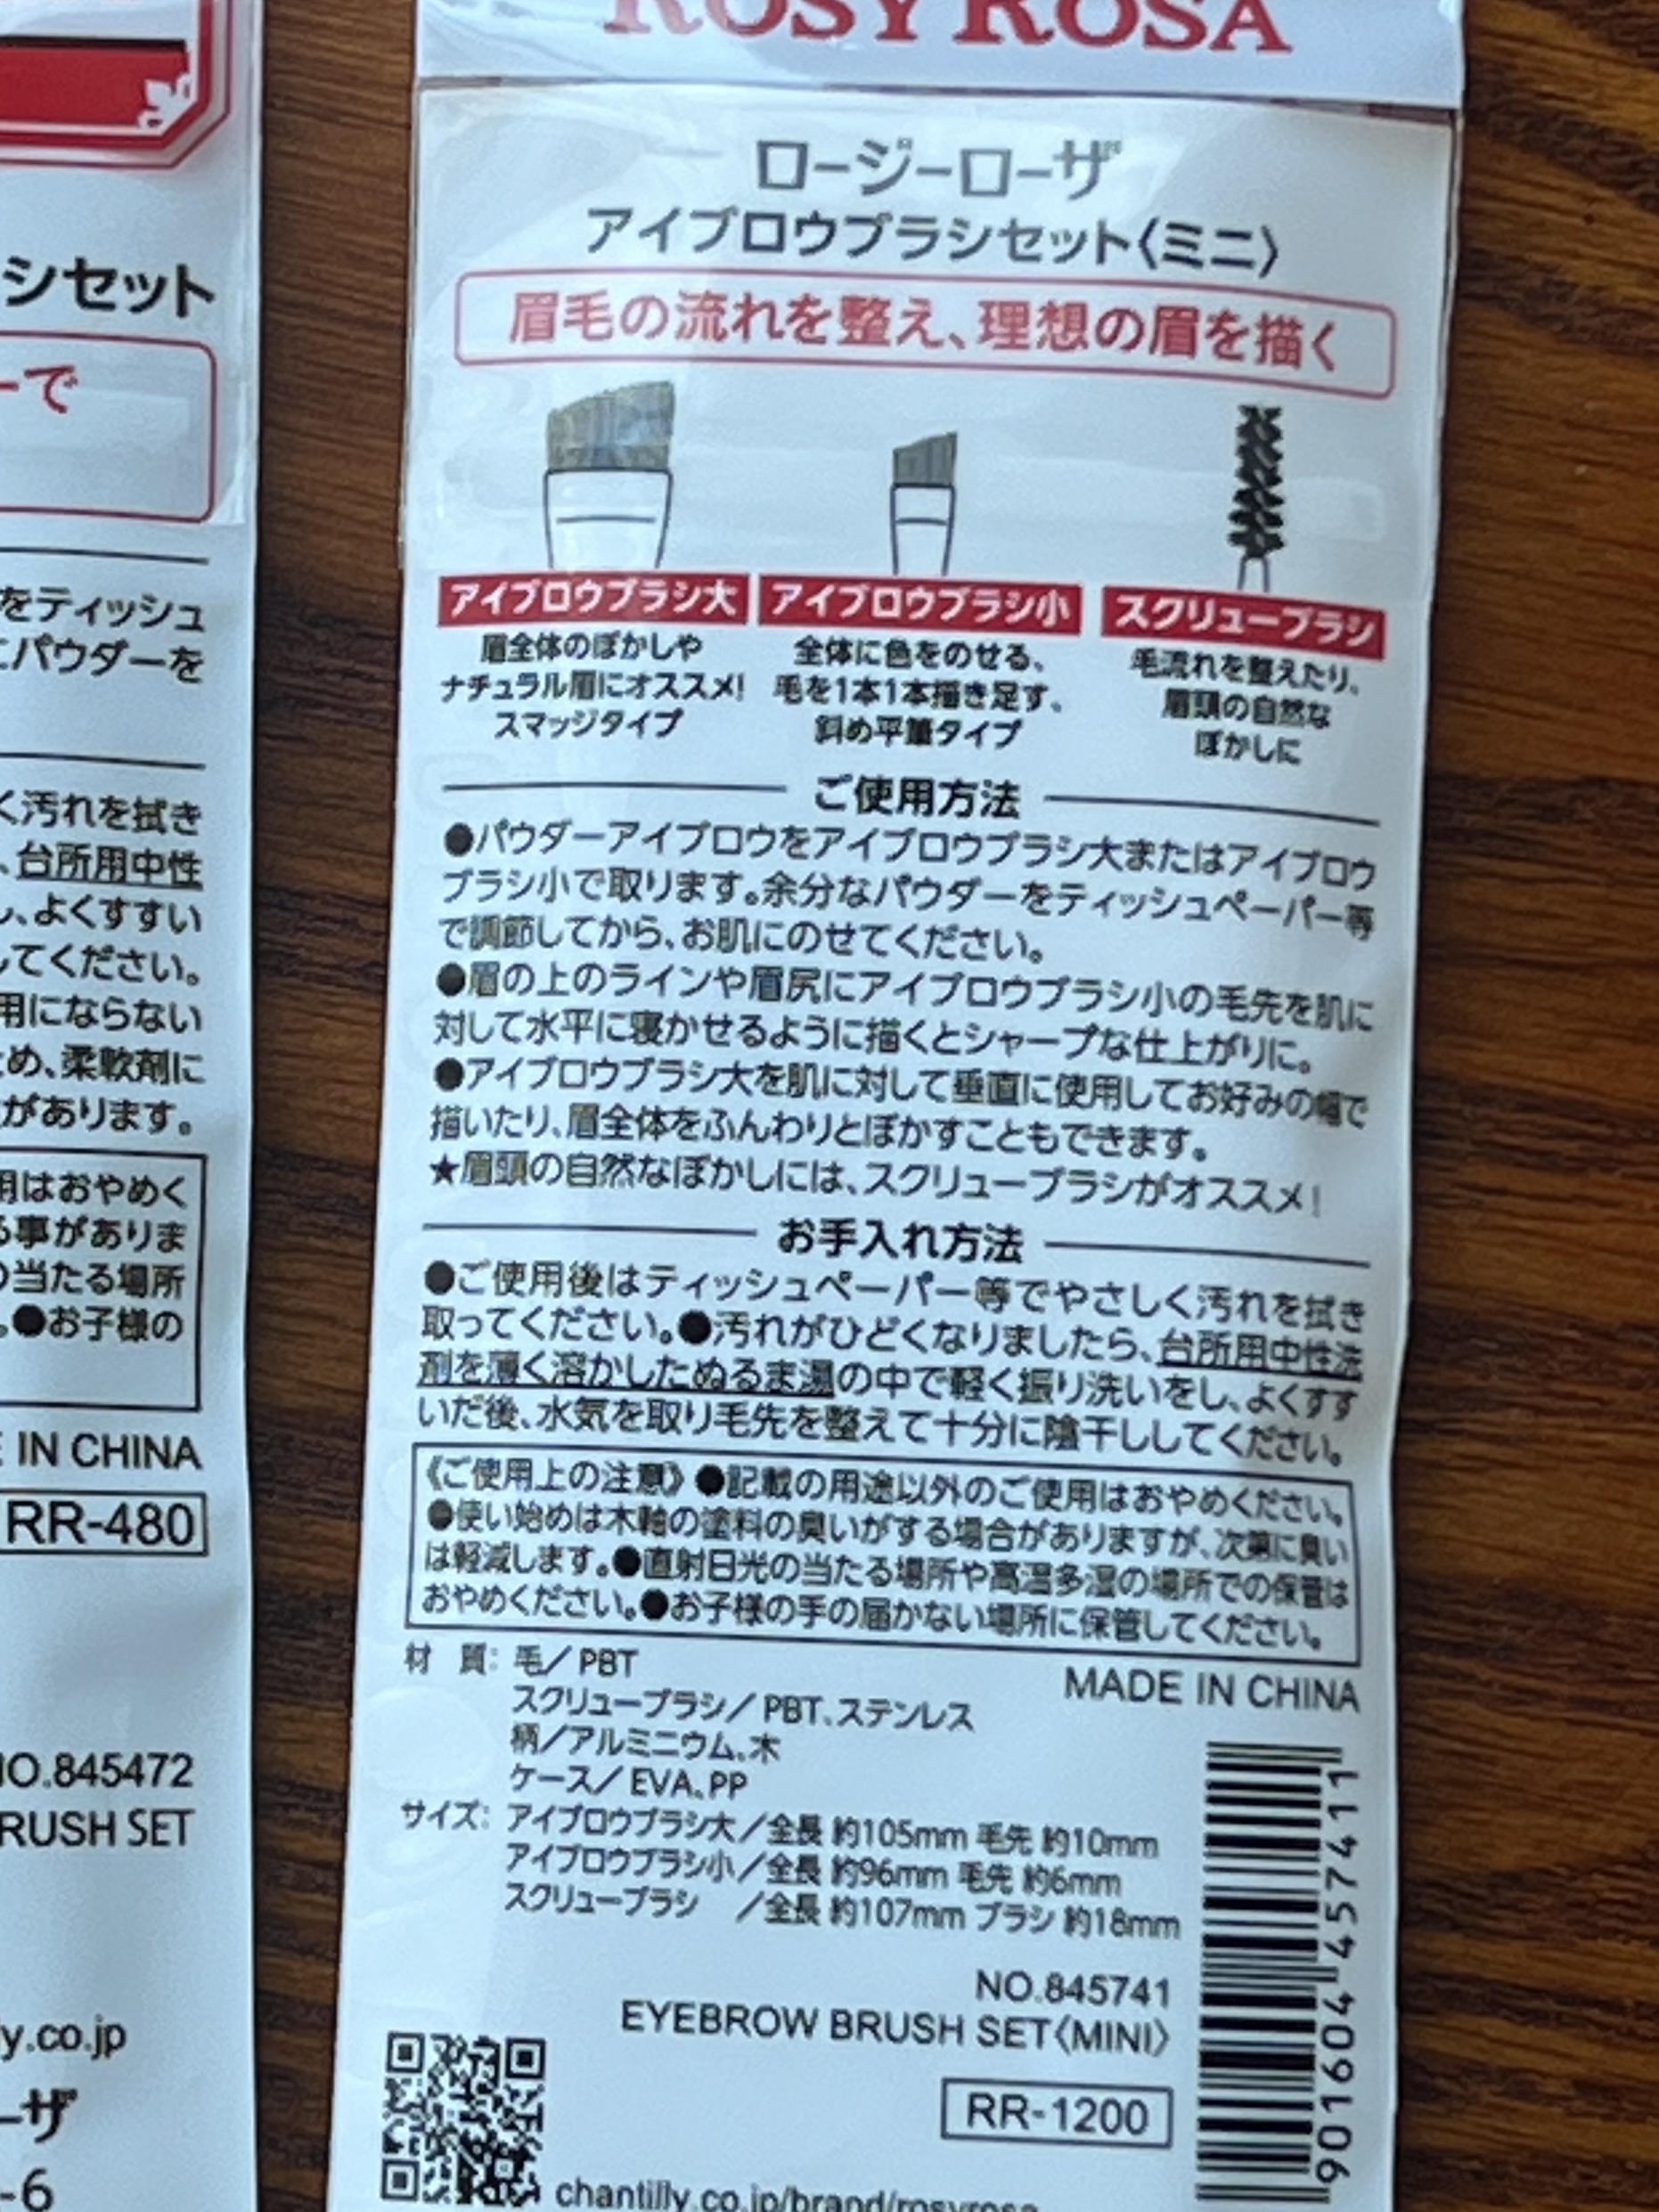 シセット
ーで
をティッシュ
にパウダーを
く汚れを拭き
、台所用中性
し、よくすすい
してください。
用にならない
ため、柔軟剤に
があります。
用はおやめく
る事がありま
の当たる場所
。●お子様の
E IN CHINA
RR-480
NO.845472
RUSH SET
ly.co.jp
ーザ
-6
ROSY ROSA
ロージーローザ
アイブロウブラシセット〈ミニ〉
眉毛の流れを整え、理想の眉を描く
アイブロウブラシ大
眉全体のぼかしや
ナチュラル眉にオススメ!
スマッジタイプ
アイブロウブラシ小
全体に色をのせる、
毛を1本1本描き足す、
斜め平筆タイプ
スクリューブラシ
毛流れを整えたり、
眉頭の自然な
ぼかしに
ご使用方法
●パウダーアイブロウをアイブロウブラシ大またはアイブロウ
ブラシ小で取ります。余分なパウダーをティッシュペーパー等
で調節してから、お肌にのせてください。
●眉の上のラインや眉尻にアイブロウブラシ小の毛先を肌に
対して水平に寝かせるように描くとシャープな仕上がりに。
●アイブロウブラシ大を肌に対して垂直に使用してお好みの幅で
描いたり、眉全体をふんわりとぼかすこともできます。
★眉頭の自然なぼかしには、スクリューブラシがオススメ!
お手入れ方法
●ご使用後はティッシュペーパー等でやさしく汚れを拭き
取ってください。●汚れがひどくなりましたら、台所用中性洗
剤を薄く溶かしたぬるま湯の中で軽く振り洗いをし、よくすす
いだ後、水気を取り毛先を整えて十分に陰干ししてください。
《ご使用上の注意》●記載の用途以外のご使用はおやめください。
●使い始めは木軸の塗料の臭いがする場合がありますが、次第に臭い
は軽減します。●直射日光の当たる場所や高温多湿の場所での保管は
おやめください。●お子様の手の届かない場所に保管してください。
材 質: 毛/PBT
スクリューブラシ/PBT、ステンレス
柄/アルミニウム、木
ケース/EVA、PP
MADE IN CHINA
サイズ: アイブロウブラシ大/全長 約105mm 毛先 約10mm
アイブロウブラシ小/全長 約96mm 毛先 約6mm
スクリューブラシ /全長 約107mm ブラシ 約18mm
NO.845741
EYEBROW BRUSH SET〈MINI〉
RR-1200
chantilly.co.jp/brand/rosyrosa
4901604457411